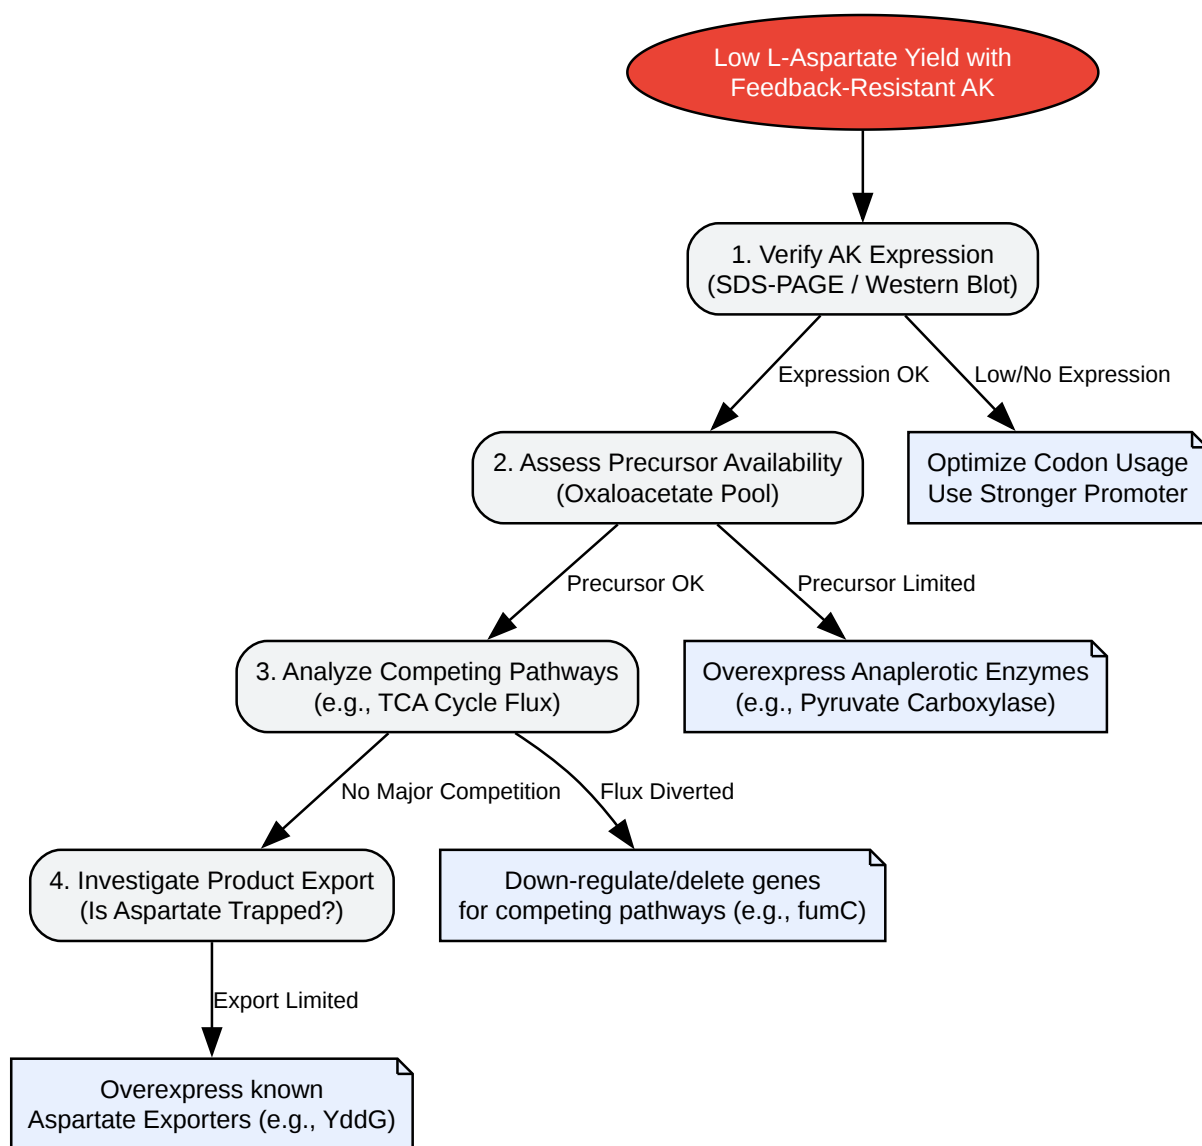 Low L-Aspartate Yield with
Feedback-Resistant AK
1. Verify AK Expression
(SDS-PAGE / Western Blot)
Expression OK
Low/No Expression
2. Assess Precursor Availability
(Oxaloacetate Pool)
Optimize Codon Usage
Use Stronger Promoter
Precursor OK
Precursor Limited
3. Analyze Competing Pathways
(e.g., TCA Cycle Flux)
Overexpress Anaplerotic Enzymes
(e.g., Pyruvate Carboxylase)
No Major Competition
Flux Diverted
4. Investigate Product Export
(Is Aspartate Trapped?)
Down-regulate/delete genes
for competing pathways (e.g., fumC)
Export Limited
Overexpress known
Aspartate Exporters (e.g., YddG)